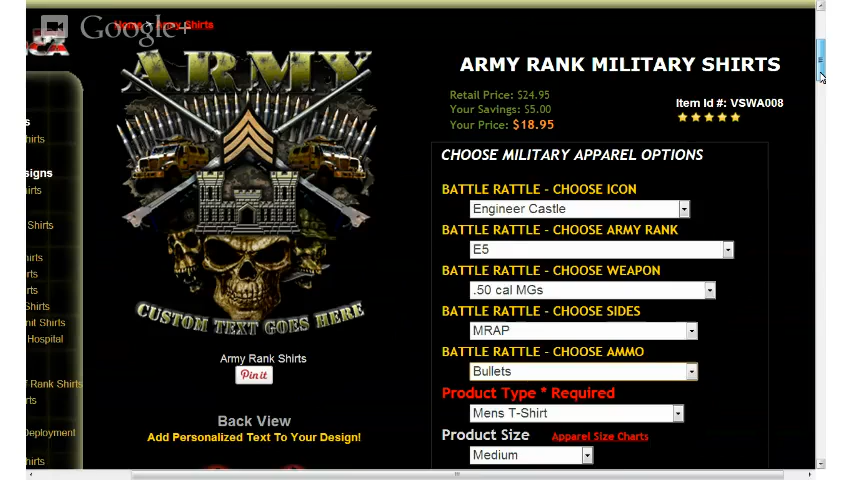 Google+
Home > Army Shirts
ARMY
CUSTOM TEXT GOES HERE
Army Rank Shirts
Pin it
Back View
Add Personalized Text To Your Design!
ARMY RANK MILITARY SHIRTS
Retail Price: $24.95
Your Savings: $5.00
Your Price: $18.95
Item Id #: VSWA008
CHOOSE MILITARY APPAREL OPTIONS
BATTLE RATTLE - CHOOSE ICON
Engineer Castle
BATTLE RATTLE - CHOOSE ARMY RANK
E5
BATTLE RATTLE - CHOOSE WEAPON
.50 cal MGs
BATTLE RATTLE - CHOOSE SIDES
MRAP
BATTLE RATTLE - CHOOSE AMMO
Bullets
Product Type * Required
Mens T-Shirt
Product Size
Apparel Size Charts
Medium
Shirts
Hospital
Rank Shirts
Deployment